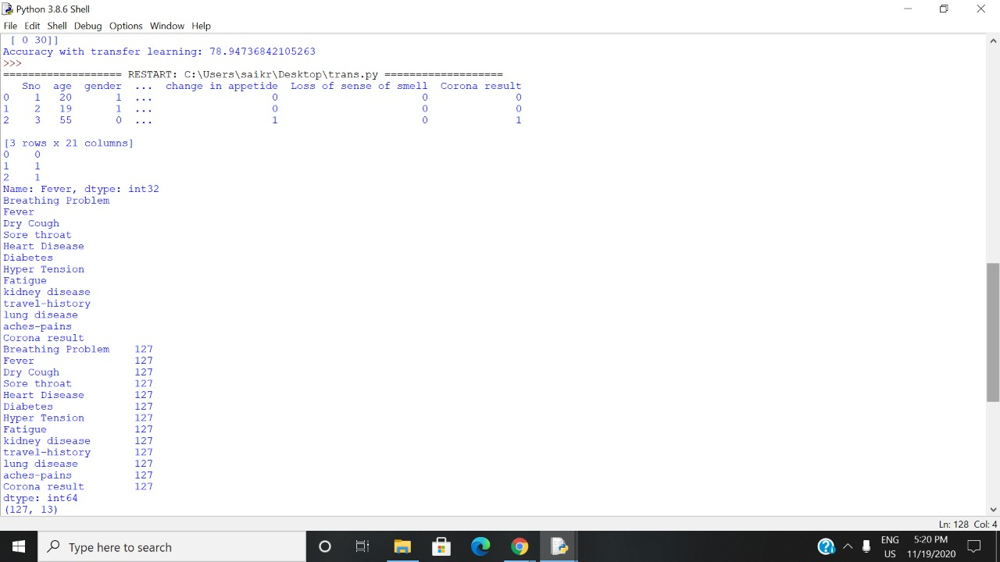 Python 3.8.6 Shell
File Edit Shell Debug Options Window Help
[ 0 30]]
Accuracy with transfer learning: 78.94736842105263
>>>
=================== RESTART: C:\Users\saikr\Desktop\trans.py ===================
Sno age gender ... change in appetide Loss of sense of smell Corona result
0 1 20 1 ... 0 0 0
1 2 19 1 ... 0 0 0
2 3 55 0 ... 1 0 1
[3 rows x 21 columns]
0 0
1 1
2 1
Name: Fever, dtype: int32
Breathing Problem
Fever
Dry Cough
Sore throat
Heart Disease
Diabetes
Hyper Tension
Fatigue
kidney disease
travel-history
lung disease
aches-pains
Corona result
Breathing Problem 127
Fever 127
Dry Cough 127
Sore throat 127
Heart Disease 127
Diabetes 127
Hyper Tension 127
Fatigue 127
kidney disease 127
travel-history 127
lung disease 127
aches-pains 127
Corona result 127
dtype: int64
(127, 13)
Ln: 128 Col: 4
Type here to search
ENG
US
5:20 PM
11/19/2020